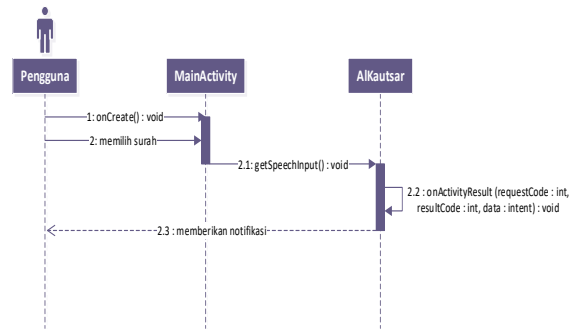 Pengguna
MainActivity
AlKautsar
1: onCreate() : void
2: memilih surah
2.1: getSpeechInput() : void
2.2 : onActivityResult (requestCode : int,
resultCode : int, data : intent) : void
2.3 : memberikan notifikasi